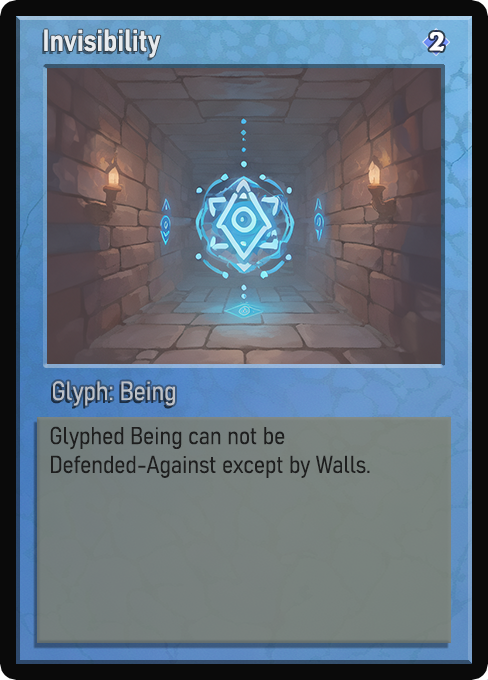 Invisibility
2
Glyph: Being
Glyphed Being can not be
Defended-Against except by Walls.